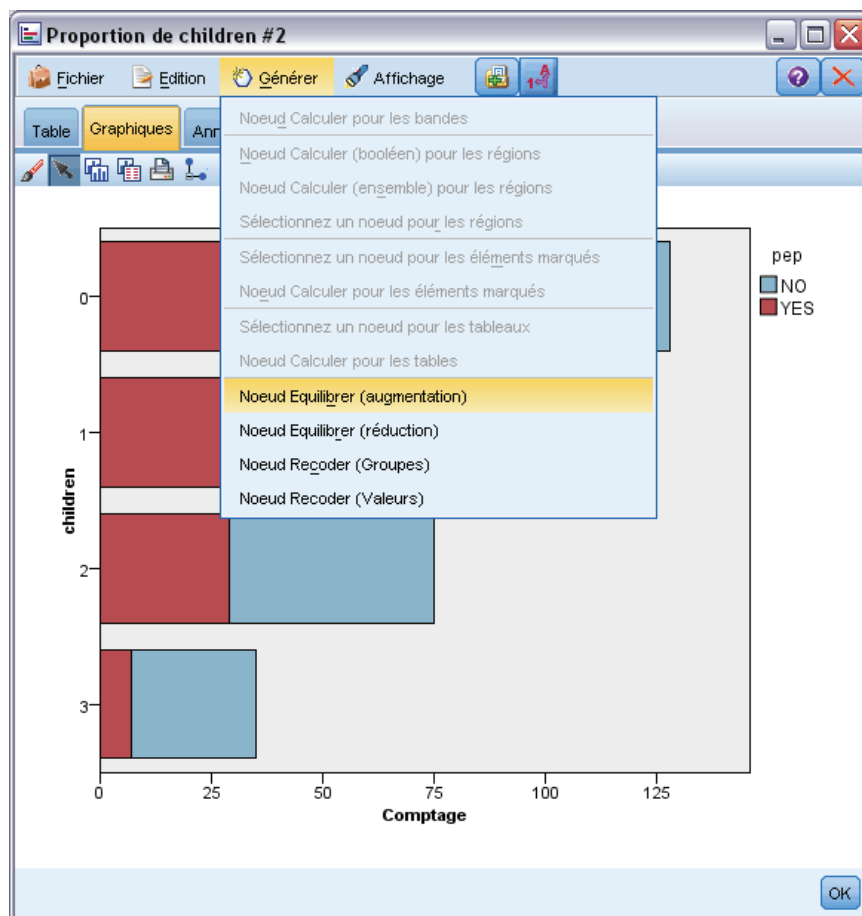 Proportion de children #2
Fichier Edition Générer Affichage
Table Graphiques Ann
Noeud Calculer pour les bandes
Noeud Calculer (booléen) pour les régions
Noeud Calculer (ensemble) pour les régions
Sélectionnez un noeud pour les régions
Sélectionnez un noeud pour les éléments marqués
Noeud Calculer pour les éléments marqués
Sélectionnez un noeud pour les tableaux
Noeud Calculer pour les tables
Noeud Equilibrer (augmentation)
Noeud Equilibrer (réduction)
Noeud Recoder (Groupes)
Noeud Recoder (Valeurs)
pep
NO
YES
children
0
1
2
3
0 25 50 75 100 125
Comptage
OK